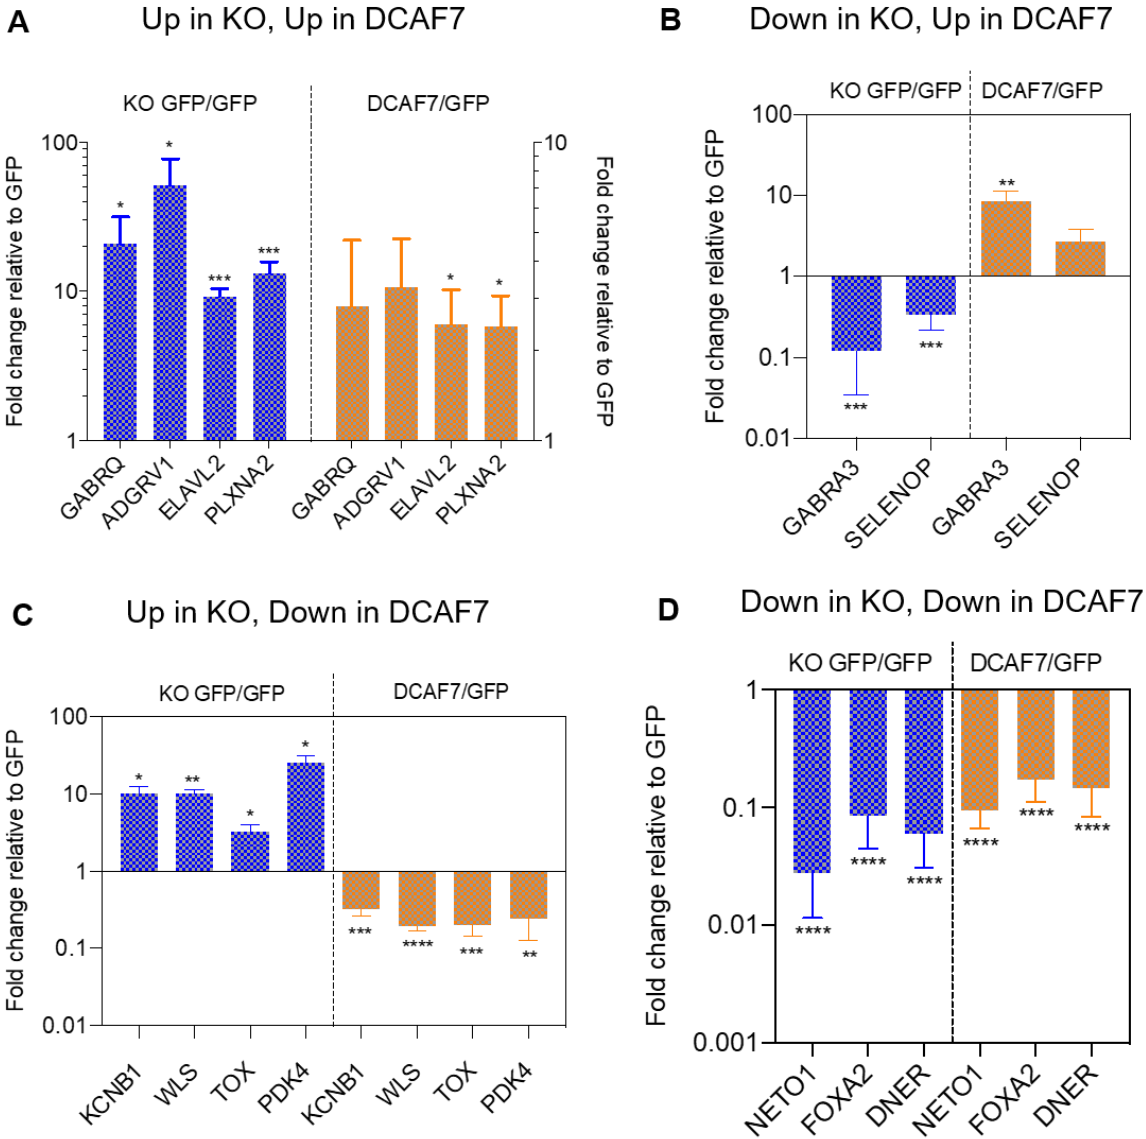 A
Up in KO, Up in DCAF7
KO GFP/GFP
DCAF7/GFP
Fold change relative to GFP
100
10
1
*
*
***
***
*
*
10
1
Fold change relative to GFP
GABRQ
ADGRV1
ELAVL2
PLXNA2
GABRQ
ADGRV1
ELAVL2
PLXNA2
B
Down in KO, Up in DCAF7
KO GFP/GFP
DCAF7/GFP
Fold change relative to GFP
100
10
1
0.1
0.01
***
***
**
GABRA3
SELENOP
GABRA3
SELENOP
C
Up in KO, Down in DCAF7
KO GFP/GFP
DCAF7/GFP
Fold change relative to GFP
100
10
1
0.1
0.01
*
**
*
*
***
****
***
**
KCNB1
WLS
TOX
PDK4
KCNB1
WLS
TOX
PDK4
D
Down in KO, Down in DCAF7
KO GFP/GFP
DCAF7/GFP
Fold change relative to GFP
1
0.1
0.01
0.001
****
****
****
****
****
****
NETO1
FOXA2
DNER
NETO1
FOXA2
DNER